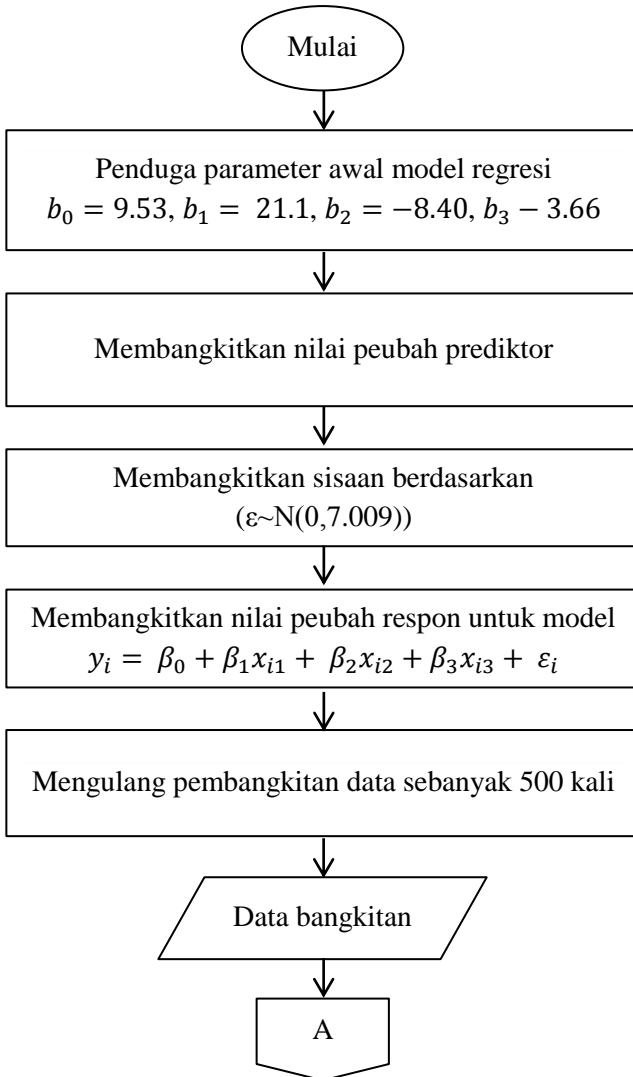 Mulai
Penduga parameter awal model regresi
𝑏₀ = 9.53, 𝑏₁ = 21.1, 𝑏₂ = −8.40, 𝑏₃ − 3.66
Membangkitkan nilai peubah prediktor
Membangkitkan sisaan berdasarkan
(ε~N(0,7.009))
Membangkitkan nilai peubah respon untuk model
𝑦ᵢ = 𝛽₀ + 𝛽₁𝑥ᵢ₁ + 𝛽₂𝑥ᵢ₂ + 𝛽₃𝑥ᵢ₃ + 𝜀ᵢ
Mengulang pembangkitan data sebanyak 500 kali
Data bangkitan
A